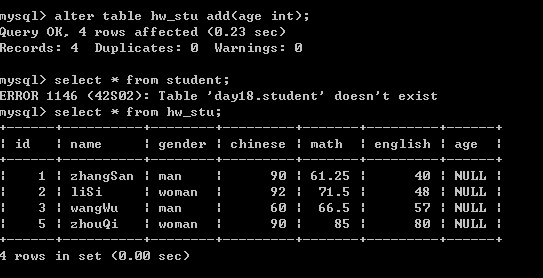 mysql> alter table hw_stu add(age int);
Query OK, 4 rows affected (0.23 sec)
Records: 4  Duplicates: 0  Warnings: 0
mysql> select * from student;
ERROR 1146 (42S02): Table 'day18.student' doesn't exist
mysql> select * from hw_stu;
+------+----------+--------+---------+-------+---------+------+
| id   | name     | gender | chinese | math  | english | age  |
+------+----------+--------+---------+-------+---------+------+
|    1 | zhangSan | man    |      90 | 61.25 |      40 | NULL |
|    2 | liSi     | woman  |      92 |  71.5 |      48 | NULL |
|    3 | wangWu   | man    |      60 |  66.5 |      57 | NULL |
|    5 | zhouQi   | woman  |      90 |    85 |      80 | NULL |
+------+----------+--------+---------+-------+---------+------+
4 rows in set (0.00 sec)